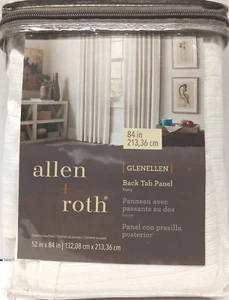 84 in
213,36 cm
allen
+
roth®
GLENELLEN
Back Tab Panel
Ivory
Panneau avec
passants au dos
Panel con presilla
posterior
52 in x 84 in | 132,08 cm x 213,36 cm